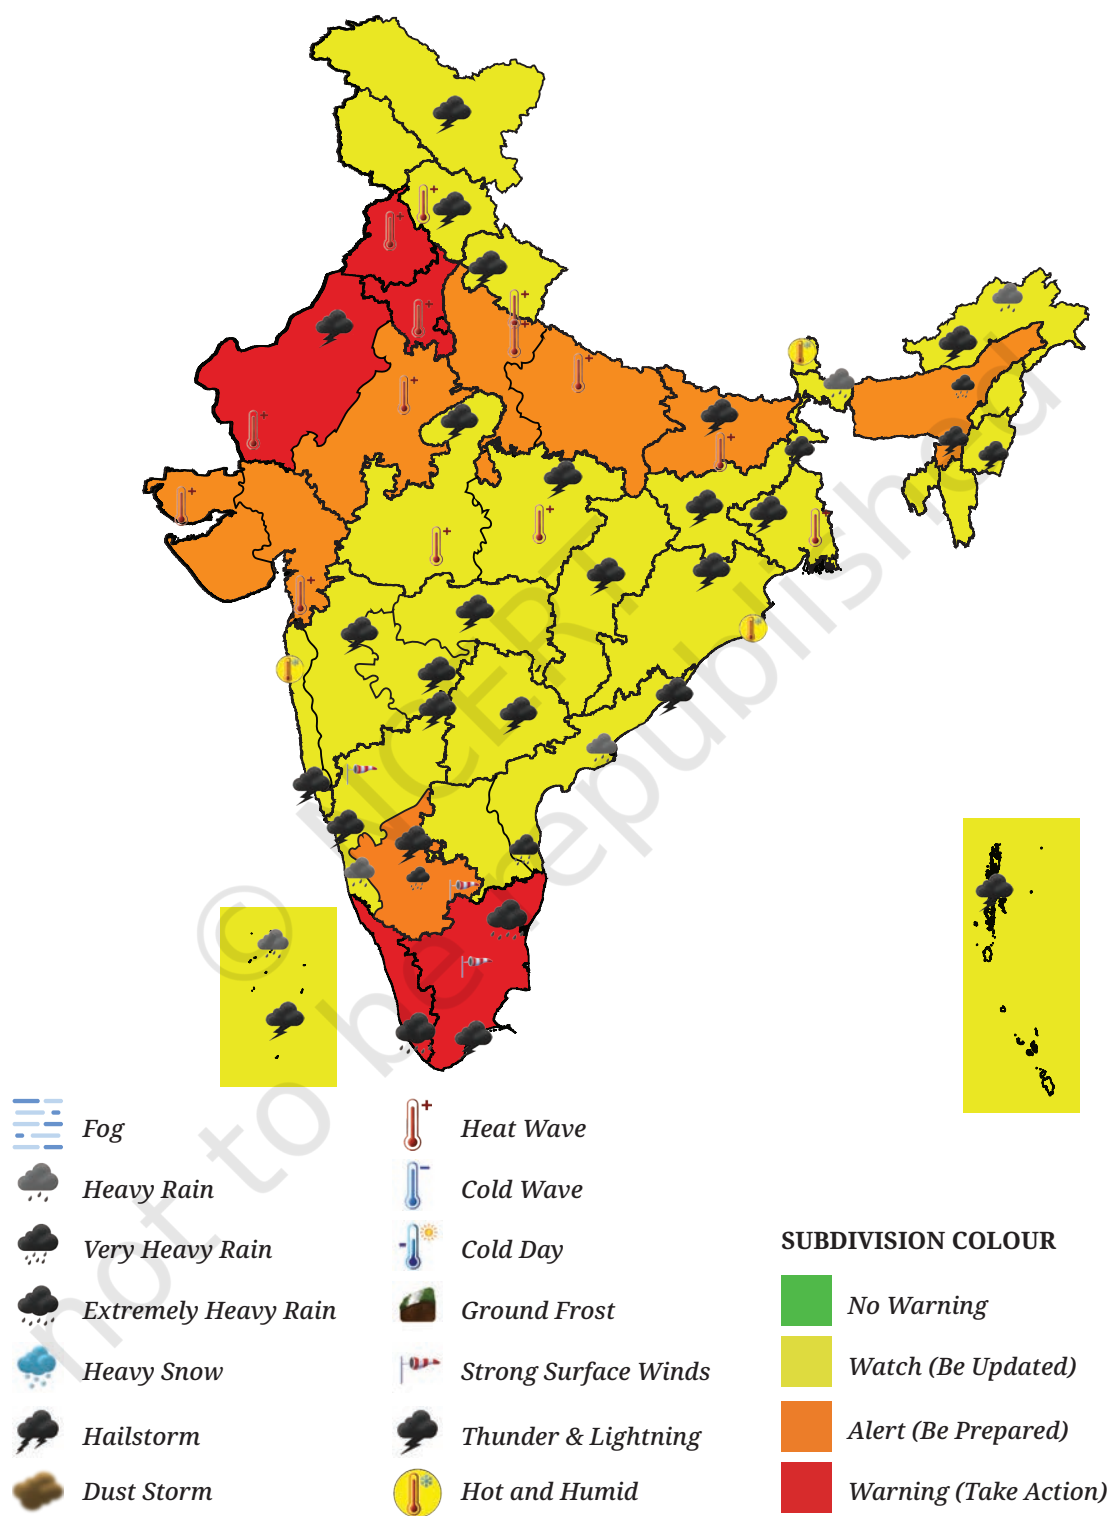 © NCERT
not to be republished
Fog
Heavy Rain
Very Heavy Rain
Extremely Heavy Rain
Heavy Snow
Hailstorm
Dust Storm
Heat Wave
Cold Wave
Cold Day
Ground Frost
Strong Surface Winds
Thunder & Lightning
Hot and Humid
SUBDIVISION COLOUR
No Warning
Watch (Be Updated)
Alert (Be Prepared)
Warning (Take Action)